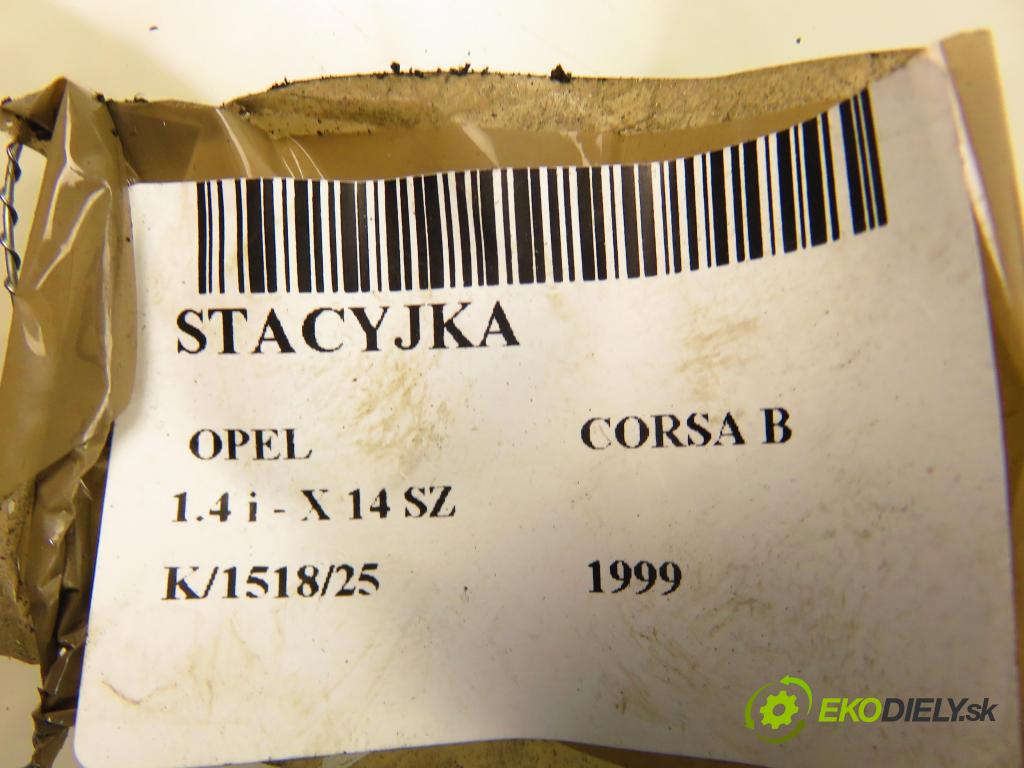 STACYJKA
OPEL CORSA B
1.4 i - X 14 SZ
K/1518/25 1999
EKODIELY.sk